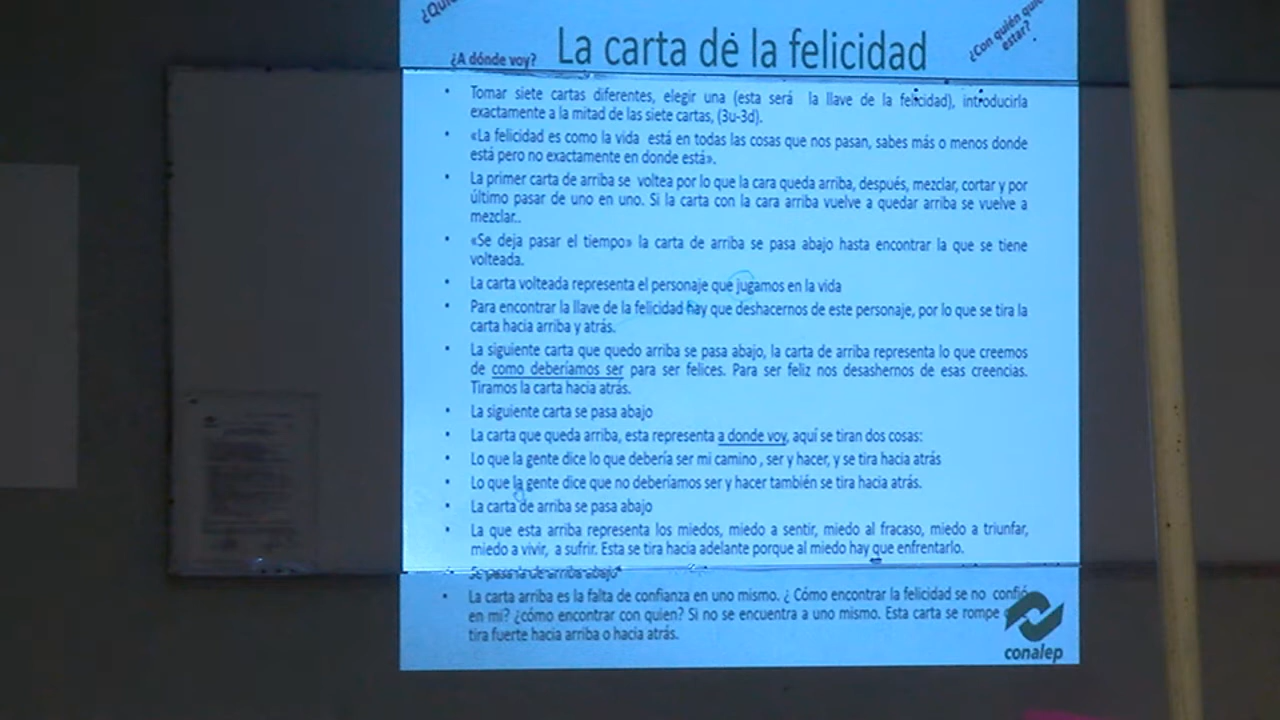 ¿A dónde voy?
La carta de la felicidad
¿Con quién
estar?
Tomar siete cartas diferentes, elegir una (esta será la llave de la felicidad), introducirla
exactamente a la mitad de las siete cartas, (3u-3d).
«La felicidad es como la vida está en todas las cosas que nos pasan, sabes más o menos donde
está pero no exactamente en donde está».
La primer carta de arriba se voltea por lo que la cara queda arriba, después, mezclar, cortar y por
último pasar de uno en uno. Si la carta con la cara arriba vuelve a quedar arriba se vuelve a
mezclar..
«Se deja pasar el tiempo» la carta de arriba se pasa abajo hasta encontrar la que se tiene
volteada.
La carta volteada representa el personaje que jugamos en la vida
Para encontrar la llave de la felicidad hay que deshacernos de este personaje, por lo que se tira la
carta hacia arriba y atrás.
La siguiente carta que quedo arriba se pasa abajo, la carta de arriba representa lo que creemos
de como deberíamos ser para ser felices. Para ser feliz nos desashernos de esas creencias.
Tiramos la carta hacia atrás.
La siguiente carta se pasa abajo
La carta que queda arriba, esta representa a donde voy, aquí se tiran dos cosas:
Lo que la gente dice lo que debería ser mi camino , ser y hacer, y se tira hacia atrás
Lo que la gente dice que no deberíamos ser y hacer también se tira hacia atrás.
La carta de arriba se pasa abajo
La que esta arriba representa los miedos, miedo a sentir, miedo al fracaso, miedo a triunfar,
miedo a vivir, a sufrir. Esta se tira hacia adelante porque al miedo hay que enfrentarlo.
Se pasa la de arriba abajo
La carta arriba es la falta de confianza en uno mismo. ¿ Cómo encontrar la felicidad se no confió
en mi? ¿cómo encontrar con quien? Si no se encuentra a uno mismo. Esta carta se rompe
tira fuerte hacia arriba o hacia atrás.
conalep